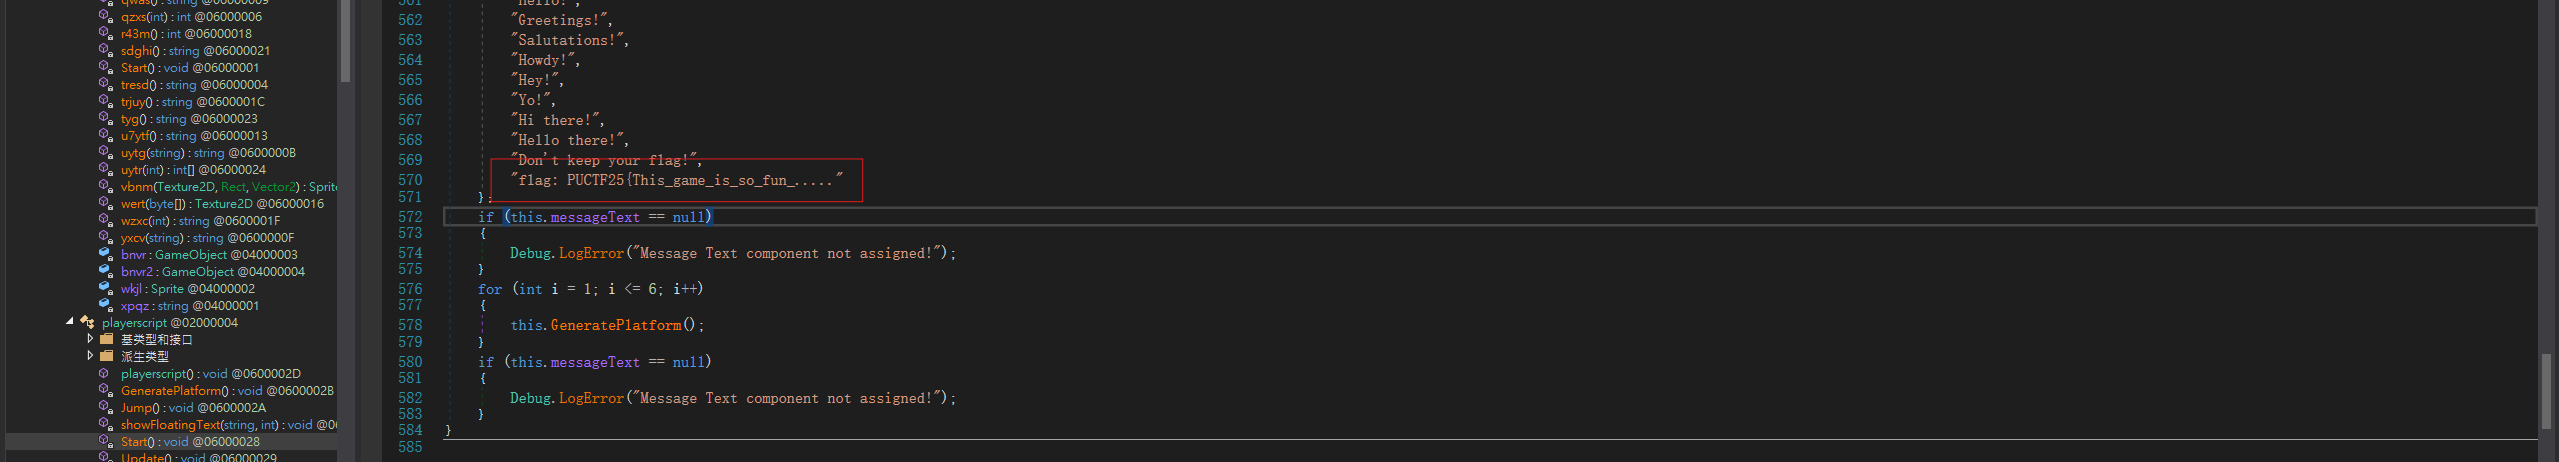 qwas() : string @06000009
qzxs(int) : int @06000006
r43m() : int @06000018
sdghi() : string @06000021
Start() : void @06000001
tresd() : string @06000004
trjuy() : string @0600001C
tyg() : string @06000023
u7ytf() : string @06000013
uytg(string) : string @0600000B
uytr(int) : int[] @06000024
vbnm(Texture2D, Rect, Vector2) : Sprit
wert(byte[]) : Texture2D @06000016
wzxc(int) : string @0600001F
yxcv(string) : string @0600000F
bnvr : GameObject @04000003
bnvr2 : GameObject @04000004
wkjl : Sprite @04000002
xpqz : string @04000001
playerscript @02000004
基类型和接口
派生类型
playerscript() : void @0600002D
GeneratePlatform() : void @0600002B
Jump() : void @0600002A
showFloatingText(string, int) : void @06
Start() : void @06000028
Update() : void @06000029
561 "Hello!",
562 "Greetings!",
563 "Salutations!",
564 "Howdy!",
565 "Hey!",
566 "Yo!",
567 "Hi there!",
568 "Hello there!",
569 "Don't keep your flag!",
570 "flag: PUCTF25{This_game_is_so_fun_....."
571 };
572 if (this.messageText == null)
573 {
574 Debug.LogError("Message Text component not assigned!");
575 }
576 for (int i = 1; i <= 6; i++)
577 {
578 this.GeneratePlatform();
579 }
580 if (this.messageText == null)
581 {
582 Debug.LogError("Message Text component not assigned!");
583 }
584 }
585